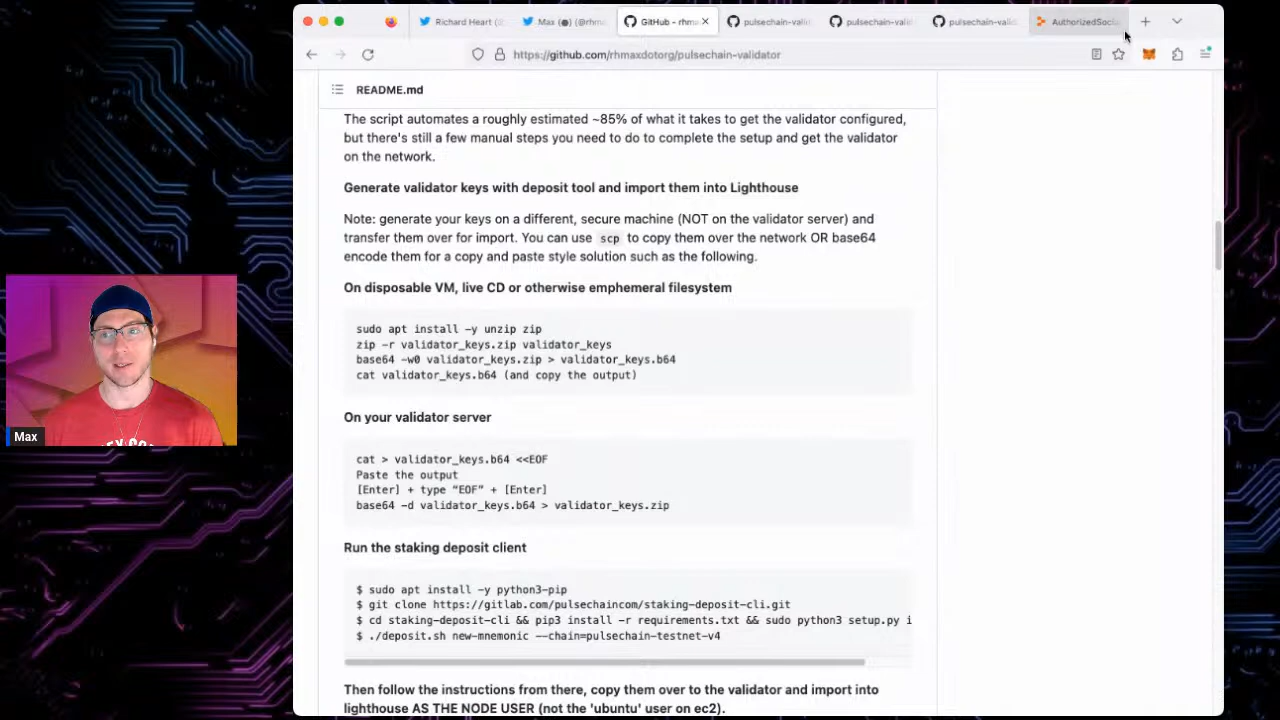 Richard Heart (
Max (●) (@rhm
GitHub - rhma
pulsechain-valid
pulsechain-valid
pulsechain-valid
AuthorizedSocia
https://github.com/rhmaxdotorg/pulsechain-validator
README.md
The script automates a roughly estimated ~85% of what it takes to get the validator configured,
but there's still a few manual steps you need to do to complete the setup and get the validator
on the network.
Generate validator keys with deposit tool and import them into Lighthouse
Note: generate your keys on a different, secure machine (NOT on the validator server) and
transfer them over for import. You can use scp to copy them over the network OR base64
encode them for a copy and paste style solution such as the following.
On disposable VM, live CD or otherwise emphemeral filesystem
sudo apt install -y unzip zip
zip -r validator_keys.zip validator_keys
base64 -w0 validator_keys.zip > validator_keys.b64
cat validator_keys.b64 (and copy the output)
On your validator server
cat > validator_keys.b64 <<EOF
Paste the output
[Enter] + type “EOF” + [Enter]
base64 -d validator_keys.b64 > validator_keys.zip
Run the staking deposit client
$ sudo apt install -y python3-pip
$ git clone https://gitlab.com/pulsechaincom/staking-deposit-cli.git
$ cd staking-deposit-cli && pip3 install -r requirements.txt && sudo python3 setup.py i
$ ./deposit.sh new-mnemonic --chain=pulsechain-testnet-v4
Then follow the instructions from there, copy them over to the validator and import into
lighthouse AS THE NODE USER (not the 'ubuntu' user on ec2).
Max